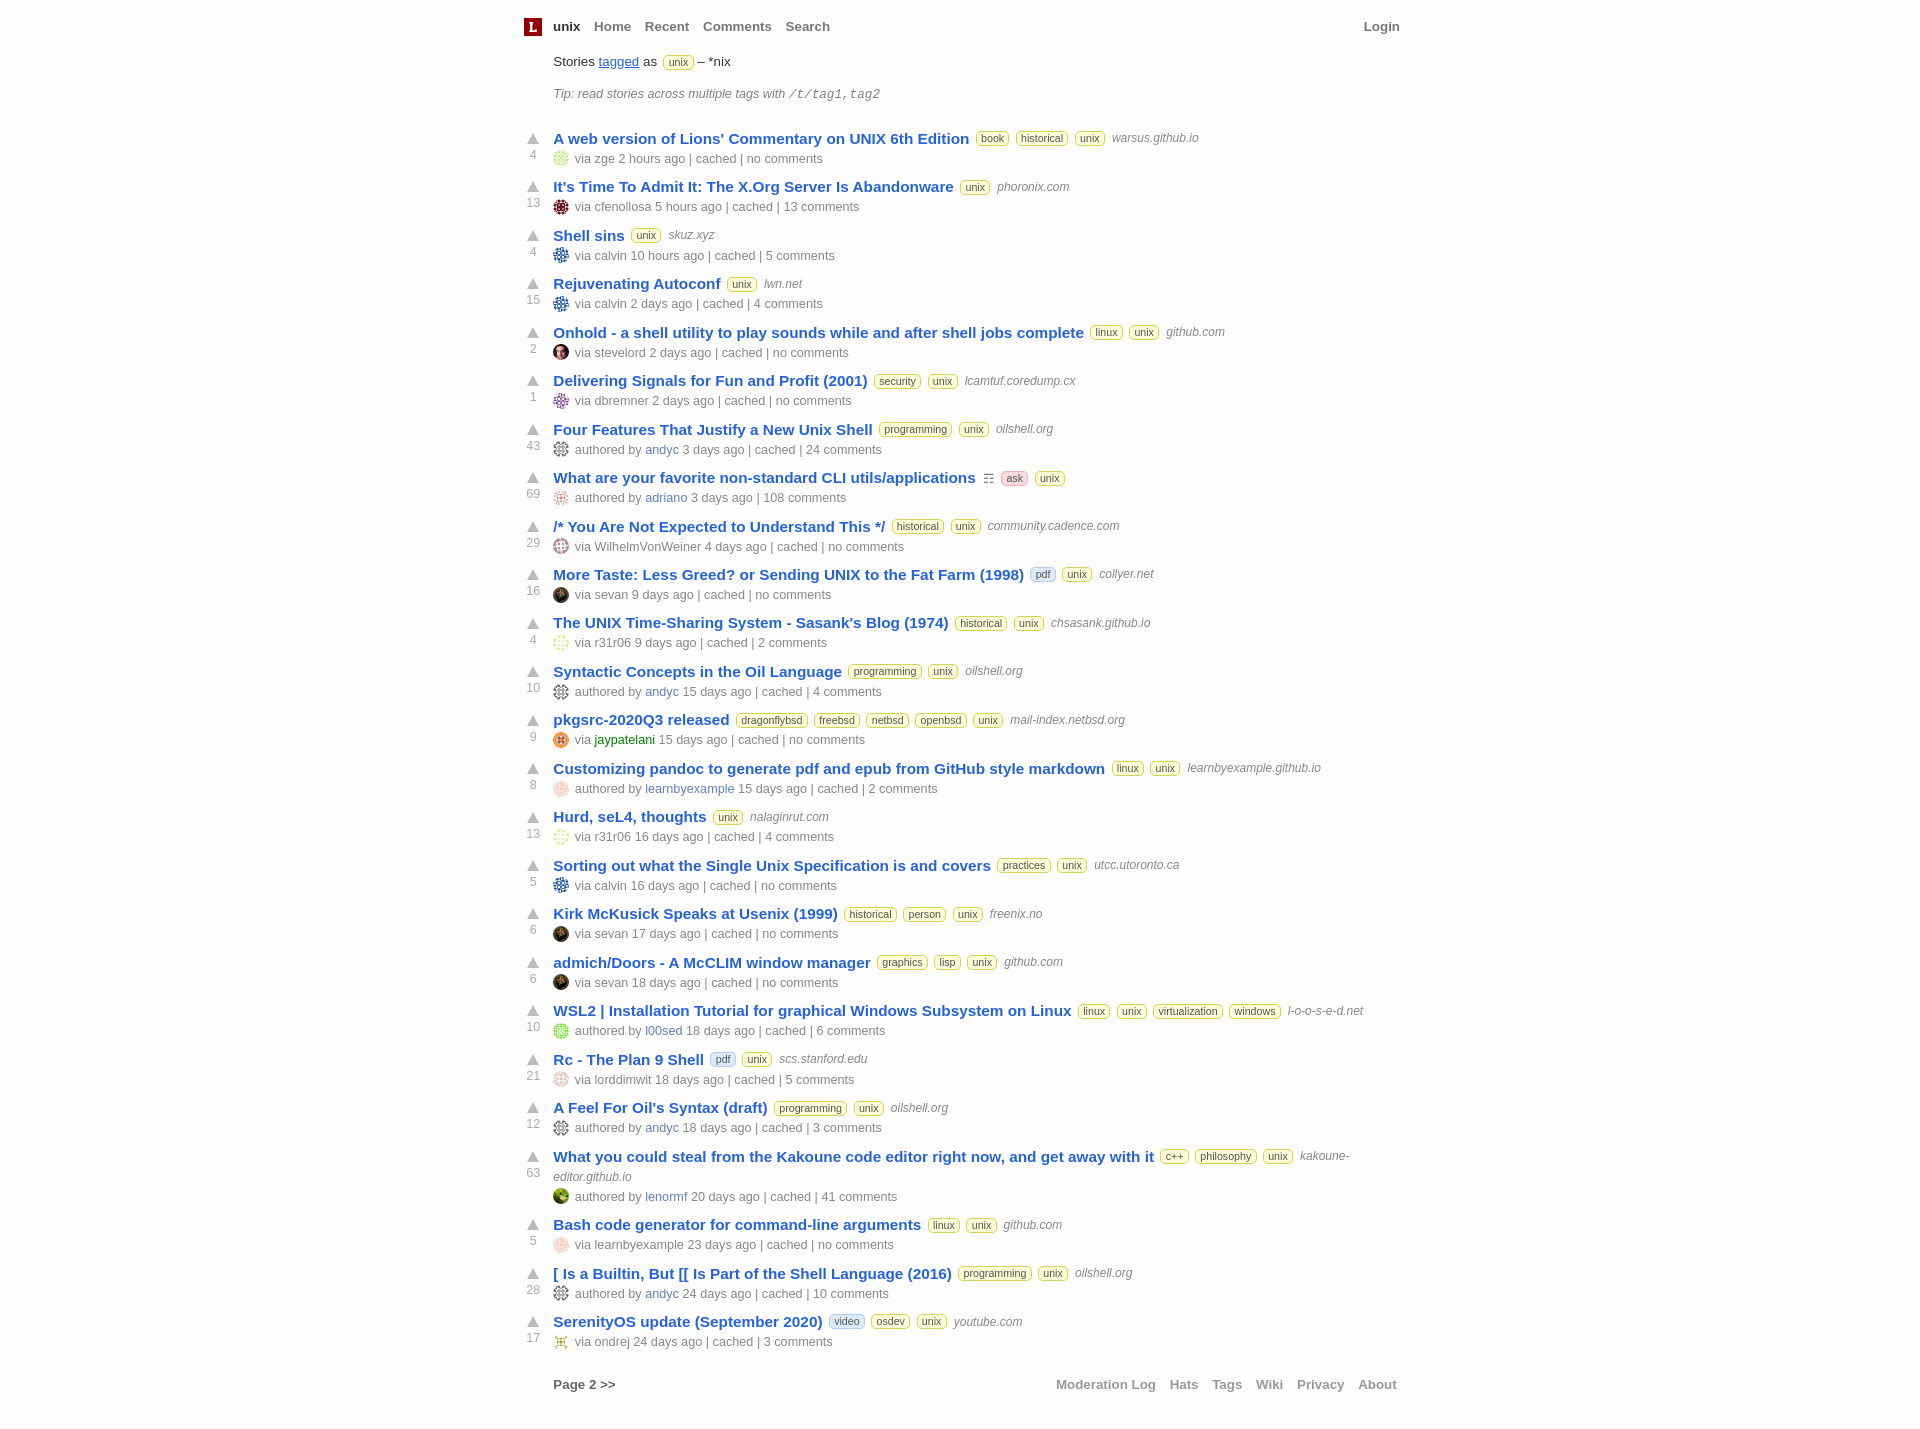 L unix Home Recent Comments Search Login
Stories tagged as unix – *nix
Tip: read stories across multiple tags with /t/tag1,tag2
A web version of Lions' Commentary on UNIX 6th Edition book historical unix warsus.github.io
4 via zge 2 hours ago | cached | no comments
It's Time To Admit It: The X.Org Server Is Abandonware unix phoronix.com
13 via cfenollosa 5 hours ago | cached | 13 comments
Shell sins unix skuz.xyz
4 via calvin 10 hours ago | cached | 5 comments
Rejuvenating Autoconf unix lwn.net
15 via calvin 2 days ago | cached | 4 comments
Onhold - a shell utility to play sounds while and after shell jobs complete linux unix github.com
2 via stevelord 2 days ago | cached | no comments
Delivering Signals for Fun and Profit (2001) security unix lcamtuf.coredump.cx
1 via dbremner 2 days ago | cached | no comments
Four Features That Justify a New Unix Shell programming unix oilshell.org
43 authored by andyc 3 days ago | cached | 24 comments
What are your favorite non-standard CLI utils/applications ☶ ask unix
69 authored by adriano 3 days ago | 108 comments
/* You Are Not Expected to Understand This */ historical unix community.cadence.com
29 via WilhelmVonWeiner 4 days ago | cached | no comments
More Taste: Less Greed? or Sending UNIX to the Fat Farm (1998) pdf unix collyer.net
16 via sevan 9 days ago | cached | no comments
The UNIX Time-Sharing System - Sasank's Blog (1974) historical unix chsasank.github.io
4 via r31r06 9 days ago | cached | 2 comments
Syntactic Concepts in the Oil Language programming unix oilshell.org
10 authored by andyc 15 days ago | cached | 4 comments
pkgsrc-2020Q3 released dragonflybsd freebsd netbsd openbsd unix mail-index.netbsd.org
9 via jaypatelani 15 days ago | cached | no comments
Customizing pandoc to generate pdf and epub from GitHub style markdown linux unix learnbyexample.github.io
8 authored by learnbyexample 15 days ago | cached | 2 comments
Hurd, seL4, thoughts unix nalaginrut.com
13 via r31r06 16 days ago | cached | 4 comments
Sorting out what the Single Unix Specification is and covers practices unix utcc.utoronto.ca
5 via calvin 16 days ago | cached | no comments
Kirk McKusick Speaks at Usenix (1999) historical person unix freenix.no
6 via sevan 17 days ago | cached | no comments
admich/Doors - A McCLIM window manager graphics lisp unix github.com
6 via sevan 18 days ago | cached | no comments
WSL2 | Installation Tutorial for graphical Windows Subsystem on Linux linux unix virtualization windows l-o-o-s-e-d.net
10 authored by l00sed 18 days ago | cached | 6 comments
Rc - The Plan 9 Shell pdf unix scs.stanford.edu
21 via lorddimwit 18 days ago | cached | 5 comments
A Feel For Oil's Syntax (draft) programming unix oilshell.org
12 authored by andyc 18 days ago | cached | 3 comments
What you could steal from the Kakoune code editor right now, and get away with it c++ philosophy unix kakoune-
63 editor.github.io
authored by lenormf 20 days ago | cached | 41 comments
Bash code generator for command-line arguments linux unix github.com
5 via learnbyexample 23 days ago | cached | no comments
[ Is a Builtin, But [[ Is Part of the Shell Language (2016) programming unix oilshell.org
28 authored by andyc 24 days ago | cached | 10 comments
SerenityOS update (September 2020) video osdev unix youtube.com
17 via ondrej 24 days ago | cached | 3 comments
Page 2 >> Moderation Log Hats Tags Wiki Privacy About